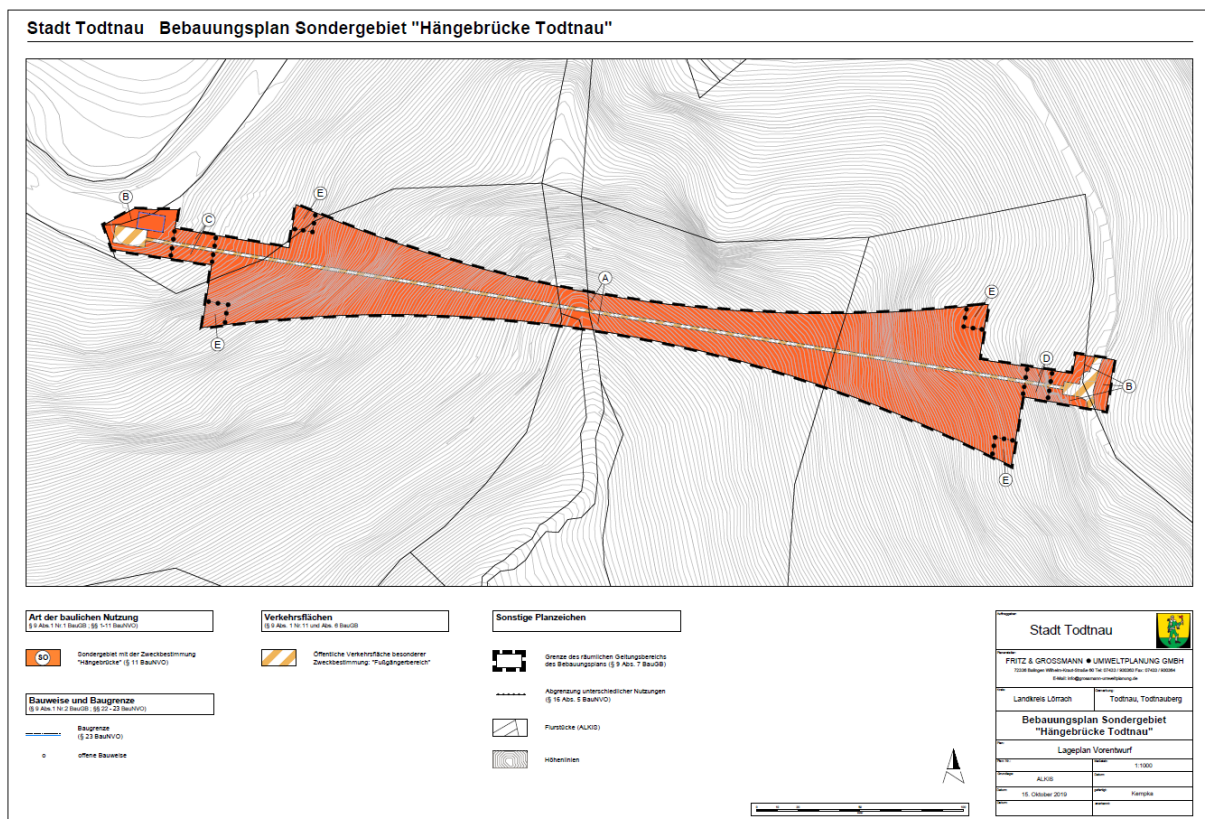 Stadt Todtnau Bebauungsplan Sondergebiet "Hängebrücke Todtnau"
B
E
C
A
E
E
D
B
E
Art der baulichen Nutzung
§ 9 Abs.1 Nr.1 BauGB ; §§ 1-11 BauNVO)
SO
Sondergebiet mit der Zweckbestimmung
"Hängebrücke" (§ 11 BauNVO)
Bauweise und Baugrenze
(§ 9 Abs.1 Nr.2 BauGB ; §§ 22 - 23 BauNVO)
Baugrenze
(§ 23 BauNVO)
o offene Bauweise
Verkehrsflächen
(§ 9 Abs. 1 Nr.11 und Abs. 6 BauGB
Öffentliche Verkehrsfläche besonderer
Zweckbestimmung: "Fußgängerbereich"
Sonstige Planzeichen
Grenze des räumlichen Geltungsbereichs
des Bebauungsplans (§ 9 Abs. 7 BauGB)
Abgrenzung unterschiedlicher Nutzungen
(§ 16 Abs. 5 BauNVO)
Flurstücke (ALKIS)
Höhenlinien
Stadt Todtnau
FRITZ & GROSSMANN ● UMWELTPLANUNG GMBH
Landkreis Lörrach
Todtnau, Todtnauberg
Bebauungsplan Sondergebiet
"Hängebrücke Todtnau"
Lageplan Vorentwurf
1:1000
ALKIS
15. Oktober 2019
Kempka